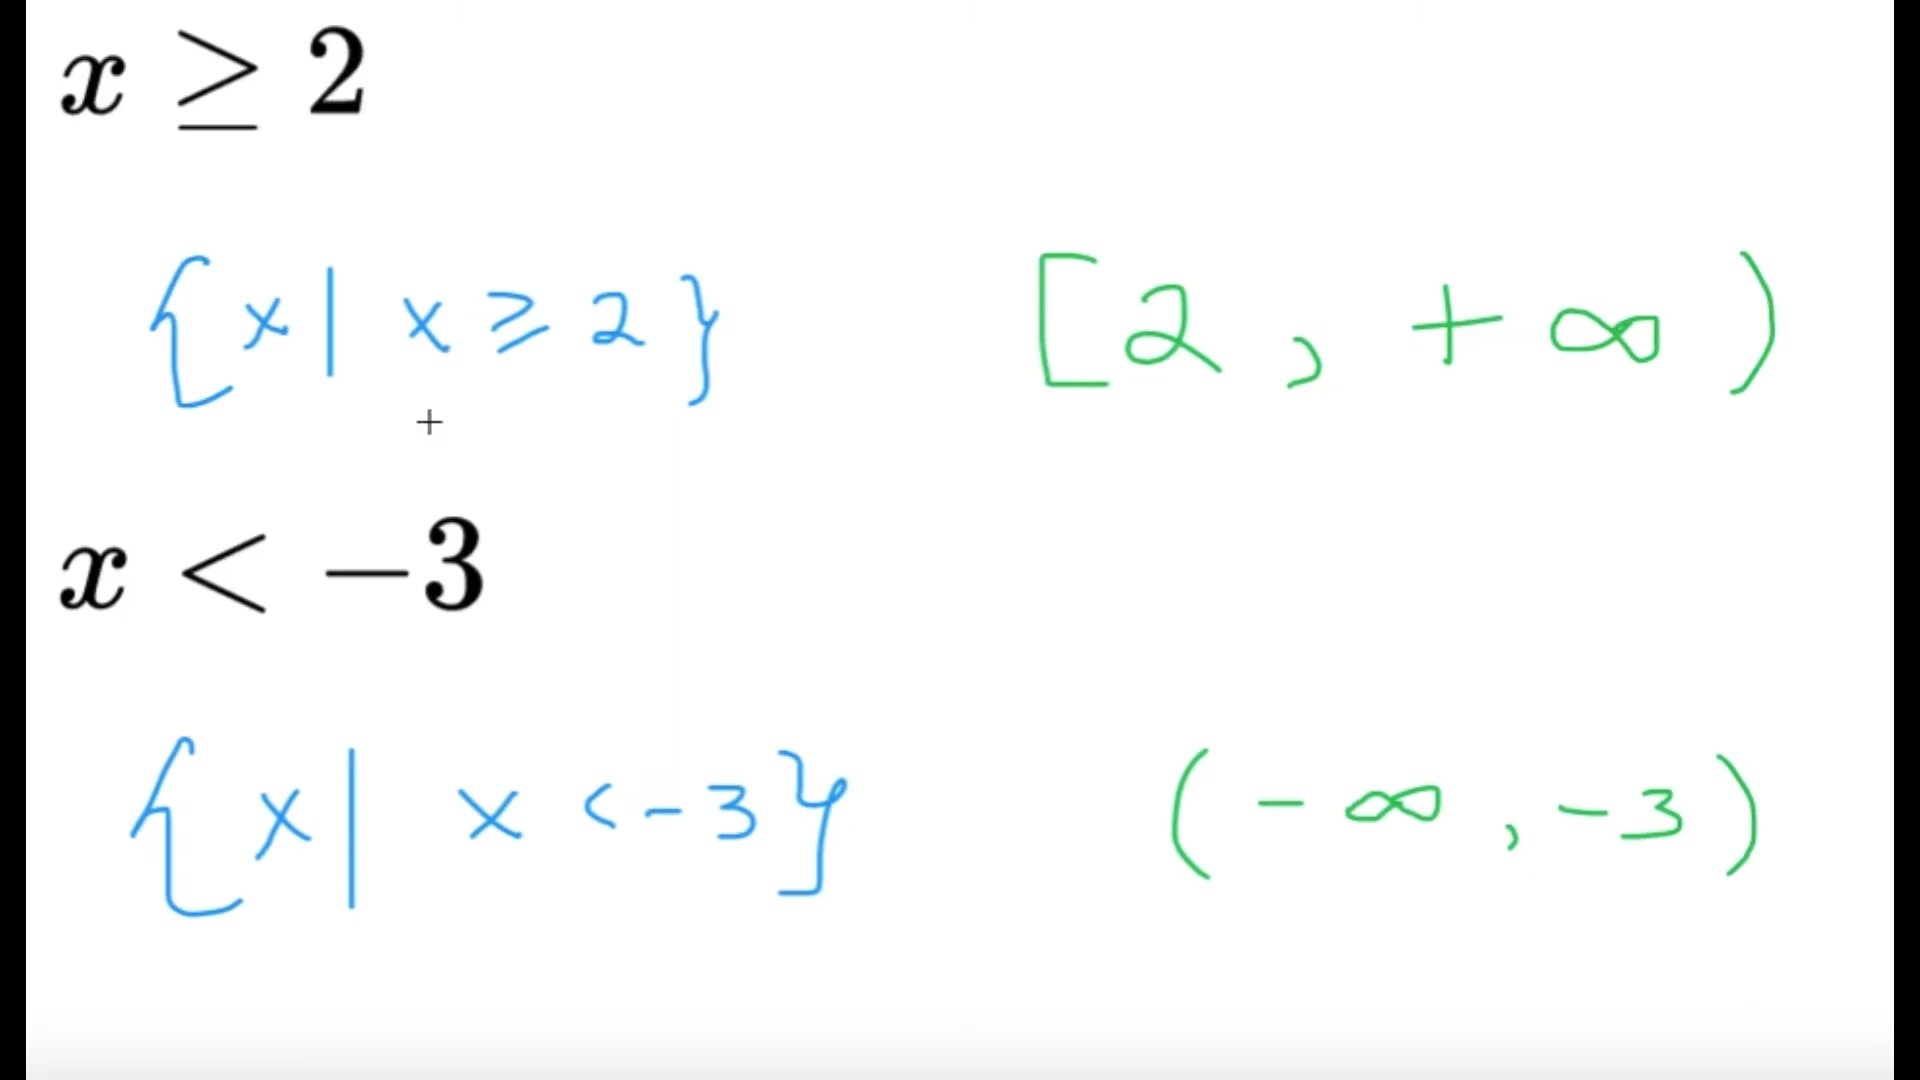 x ≥ 2
{x | x ≥ 2} [2, +∞)
x < −3
{x | x < -3} (-∞, -3)